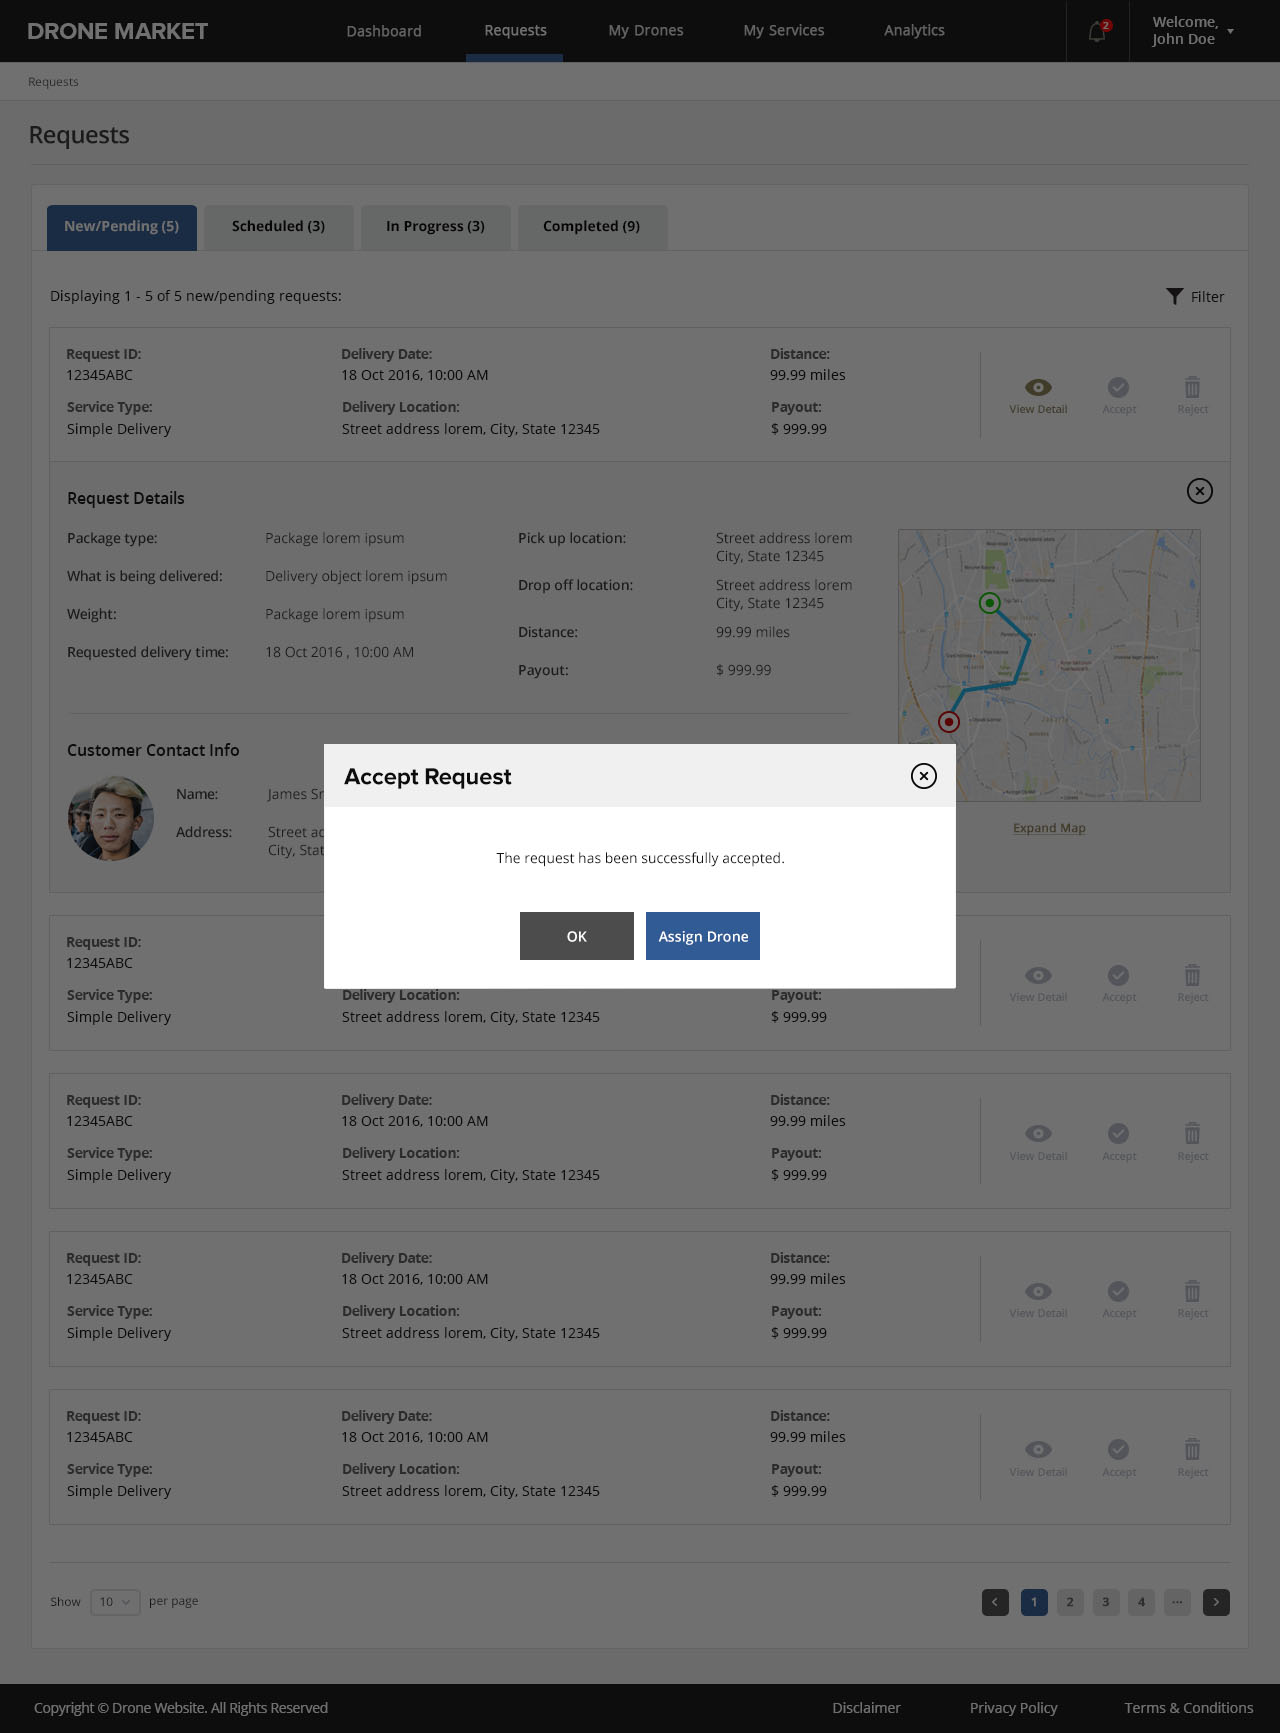 DRONE MARKET
Dashboard
Requests
My Drones
My Services
Analytics
2
Welcome,
John Doe
Requests
Requests
New/Pending (5)
Scheduled (3)
In Progress (3)
Completed (9)
Displaying 1 - 5 of 5 new/pending requests:
Filter
Request ID:
12345ABC
Delivery Date:
18 Oct 2016, 10:00 AM
Distance:
99.99 miles
Service Type:
Simple Delivery
Delivery Location:
Street address lorem, City, State 12345
Payout:
$ 999.99
View Detail
Accept
Reject
Request Details
Package type:
Package lorem ipsum
What is being delivered:
Delivery object lorem ipsum
Weight:
Package lorem ipsum
Requested delivery time:
18 Oct 2016 , 10:00 AM
Pick up location:
Street address lorem
City, State 12345
Drop off location:
Street address lorem
City, State 12345
Distance:
99.99 miles
Payout:
$ 999.99
Jakarta
Expand Map
Customer Contact Info
Name:
James
Address:
Street
City,
Accept Request
The request has been successfully accepted.
OK
Assign Drone
Request ID:
12345ABC
Service Type:
Simple Delivery
Delivery Location:
Street address lorem, City, State 12345
Payout:
$ 999.99
View Detail
Accept
Reject
Request ID:
12345ABC
Delivery Date:
18 Oct 2016, 10:00 AM
Distance:
99.99 miles
Service Type:
Simple Delivery
Delivery Location:
Street address lorem, City, State 12345
Payout:
$ 999.99
View Detail
Accept
Reject
Request ID:
12345ABC
Delivery Date:
18 Oct 2016, 10:00 AM
Distance:
99.99 miles
Service Type:
Simple Delivery
Delivery Location:
Street address lorem, City, State 12345
Payout:
$ 999.99
View Detail
Accept
Reject
Request ID:
12345ABC
Delivery Date:
18 Oct 2016, 10:00 AM
Distance:
99.99 miles
Service Type:
Simple Delivery
Delivery Location:
Street address lorem, City, State 12345
Payout:
$ 999.99
View Detail
Accept
Reject
Show
10
per page
1
2
3
4
...
Copyright © Drone Website. All Rights Reserved
Disclaimer
Privacy Policy
Terms & Conditions